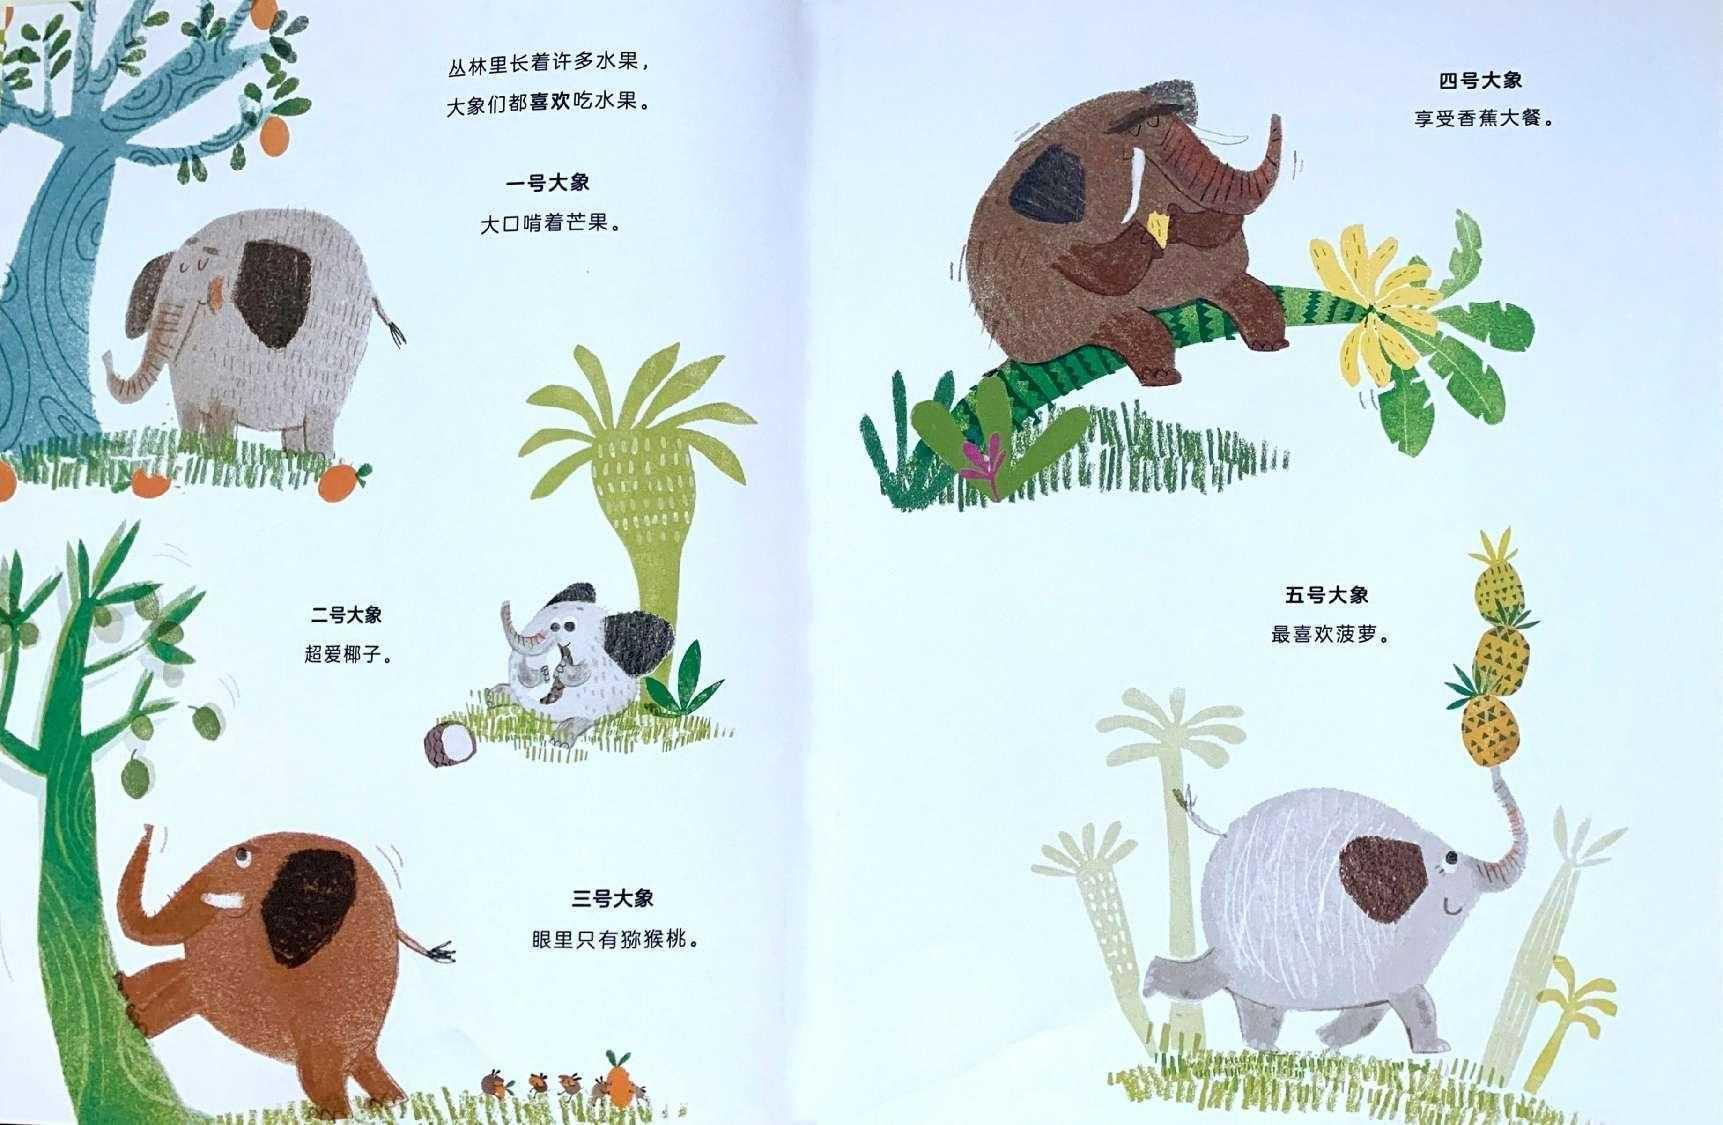 丛林里长着许多水果，
大象们都喜欢吃水果。
一号大象
大口啃着芒果。
二号大象
超爱椰子。
三号大象
眼里只有猕猴桃。
四号大象
享受香蕉大餐。
五号大象
最喜欢菠萝。